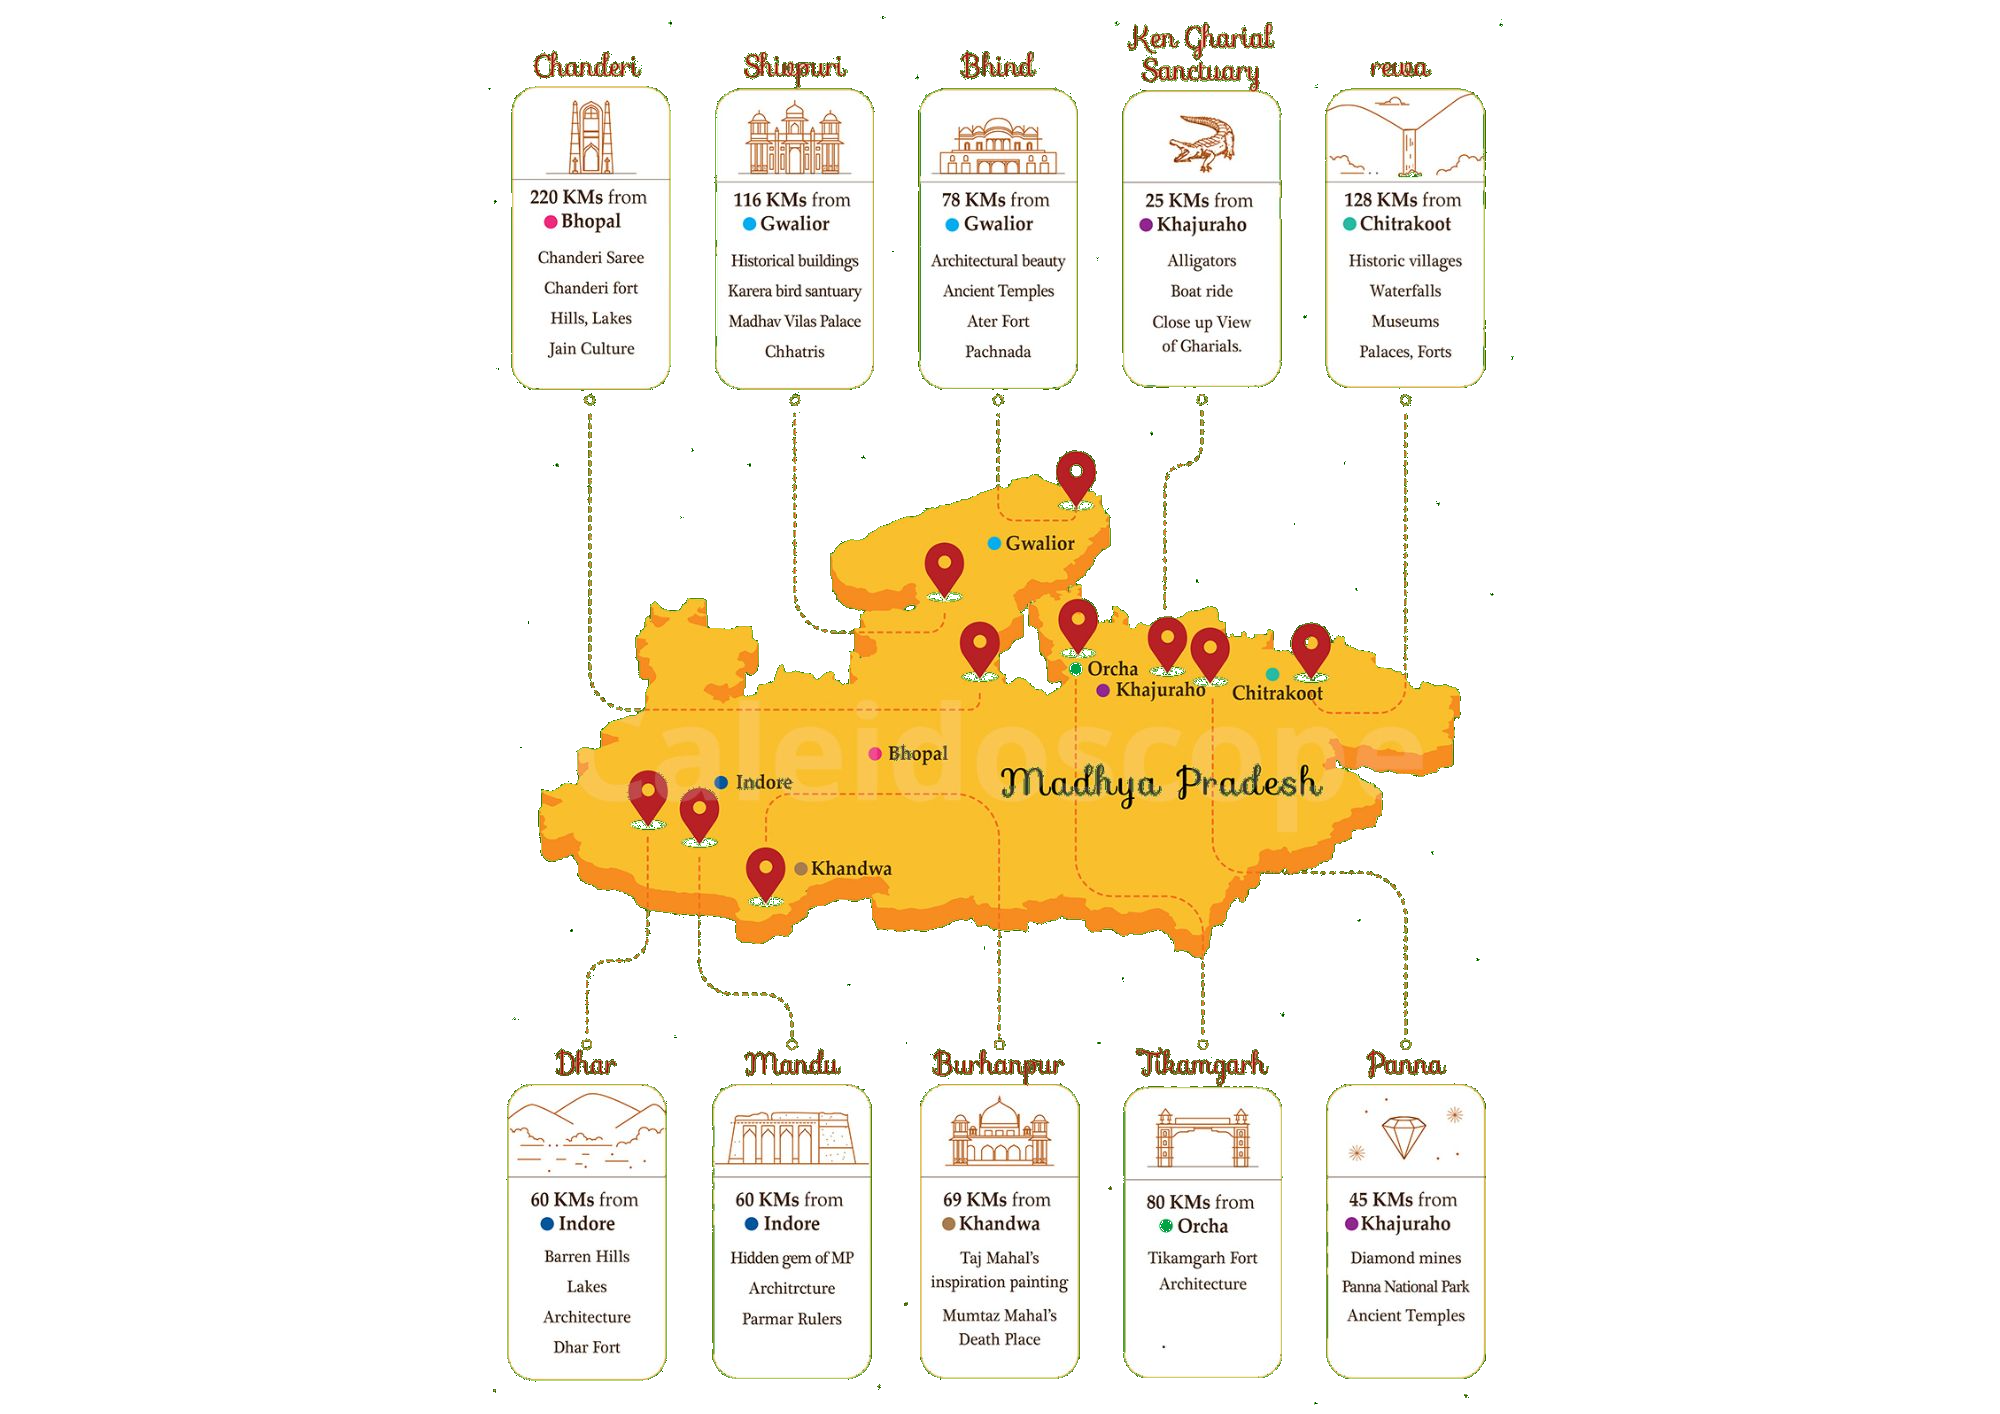 Chanderi
220 KMs from
Bhopal
Chanderi Saree
Chanderi fort
Hills, Lakes
Jain Culture
Shivpuri
116 KMs from
Gwalior
Historical buildings
Karera bird santuary
Madhav Vilas Palace
Chhatris
Bhind
78 KMs from
Gwalior
Architectural beauty
Ancient Temples
Ater Fort
Pachnada
Ken Gharial
Sanctuary
25 KMs from
Khajuraho
Alligators
Boat ride
Close up View
of Gharials.
rewa
128 KMs from
Chitrakoot
Historic villages
Waterfalls
Museums
Palaces, Forts
Gwalior
Orcha
Khajuraho
Chitrakoot
Caleidoscope
Bhopal
Indore
Madhya Pradesh
Khandwa
Dhar
60 KMs from
Indore
Barren Hills
Lakes
Architecture
Dhar Fort
Mandu
60 KMs from
Indore
Hidden gem of MP
Architrcture
Parmar Rulers
Burhanpur
69 KMs from
Khandwa
Taj Mahal's
inspiration painting
Mumtaz Mahal's
Death Place
Tikamgarh
80 KMs from
Orcha
Tikamgarh Fort
Architecture
Panna
45 KMs from
Khajuraho
Diamond mines
Panna National Park
Ancient Temples